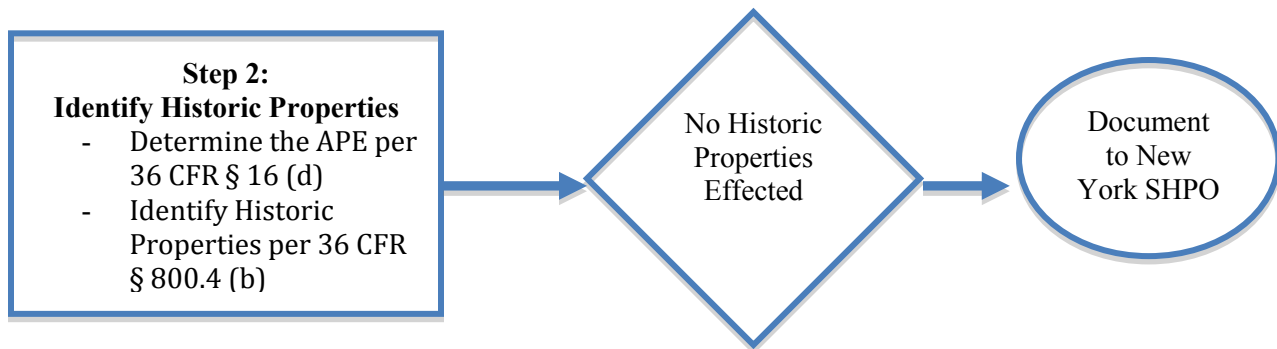 Step 2:
Identify Historic Properties
- Determine the APE per
36 CFR § 16 (d)
- Identify Historic
Properties per 36 CFR
§ 800.4 (b)
No Historic
Properties
Effected
Document
to New
York SHPO